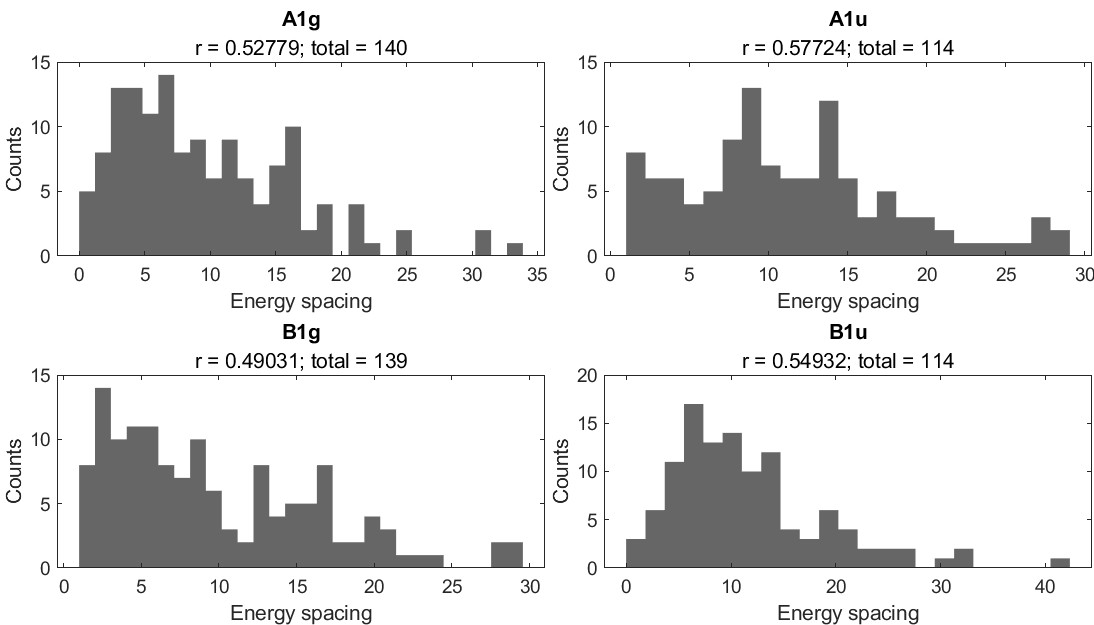 A1g
r = 0.52779; total = 140
15
10
5
0
Counts
0 5 10 15 20 25 30 35
Energy spacing
A1u
r = 0.57724; total = 114
15
10
5
0
Counts
0 5 10 15 20 25 30
Energy spacing
B1g
r = 0.49031; total = 139
15
10
5
0
Counts
0 5 10 15 20 25 30
Energy spacing
B1u
r = 0.54932; total = 114
20
15
10
5
0
Counts
0 10 20 30 40
Energy spacing